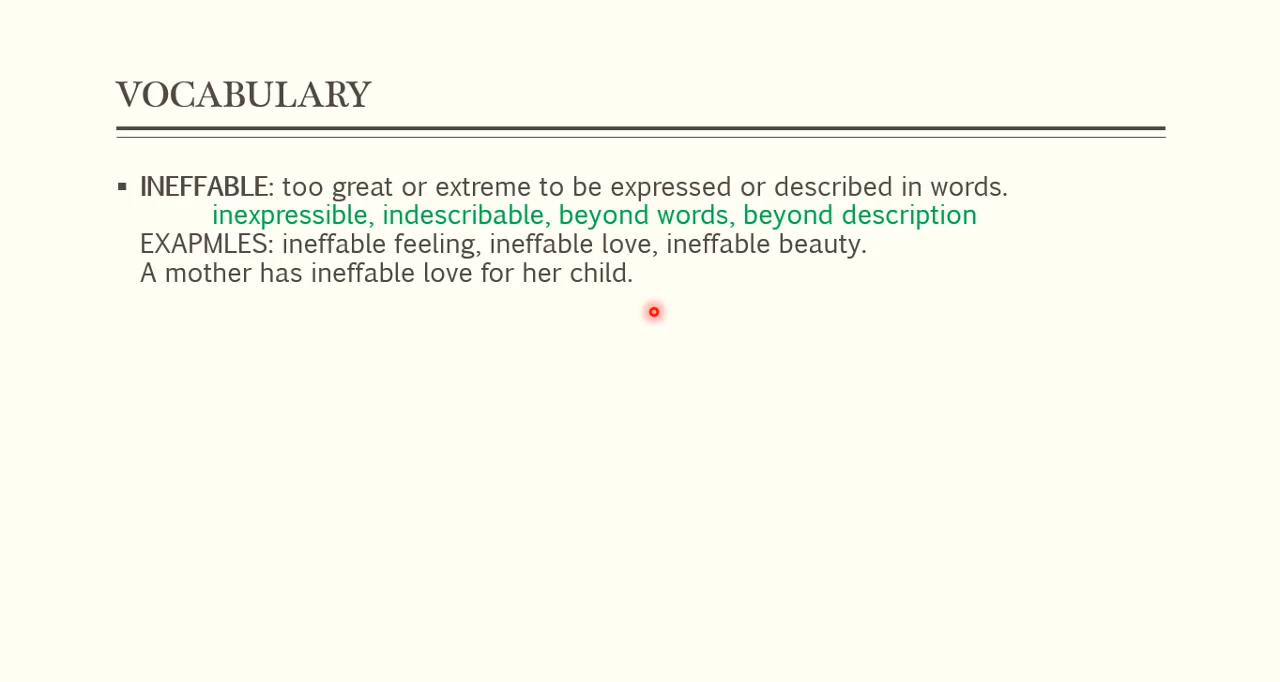 VOCABULARY
▪ INEFFABLE: too great or extreme to be expressed or described in words.
inexpressible, indescribable, beyond words, beyond description
EXAPMLES: ineffable feeling, ineffable love, ineffable beauty.
A mother has ineffable love for her child.